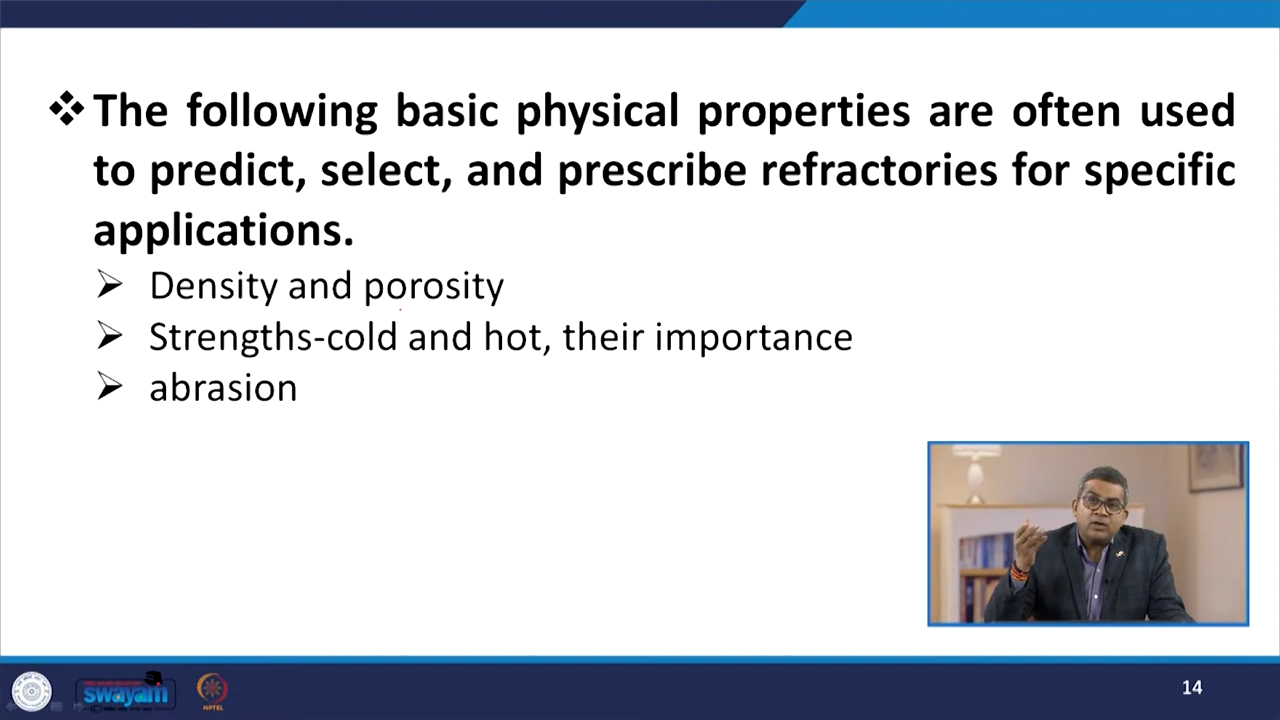 The following basic physical properties are often used
to predict, select, and prescribe refractories for specific
applications.
Density and porosity
Strengths-cold and hot, their importance
abrasion
swayam
NPTEL
14